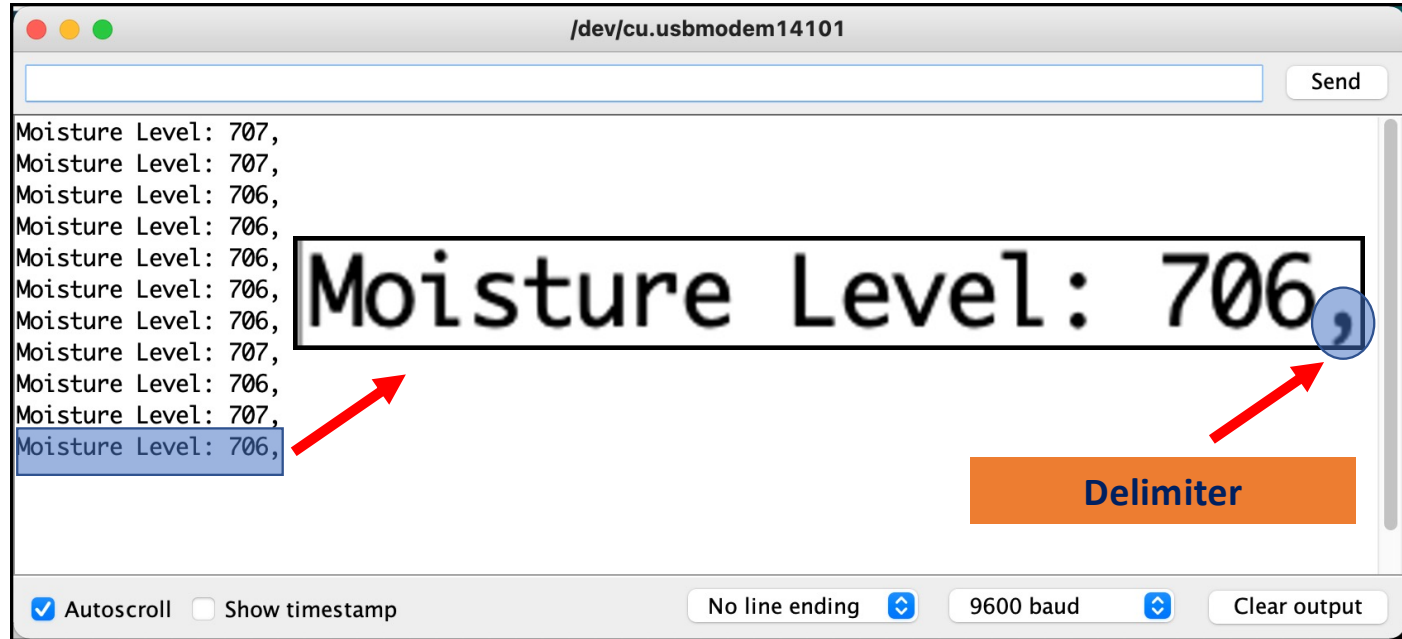 /dev/cu.usbmodem14101
Send
Moisture Level: 707,
Moisture Level: 707,
Moisture Level: 706,
Moisture Level: 706,
Moisture Level: 706,
Moisture Level: 706,
Moisture Level: 706,
Moisture Level: 707,
Moisture Level: 706,
Moisture Level: 707,
Moisture Level: 706,
Moisture Level: 706,
Delimiter
Autoscroll Show timestamp No line ending 9600 baud Clear output